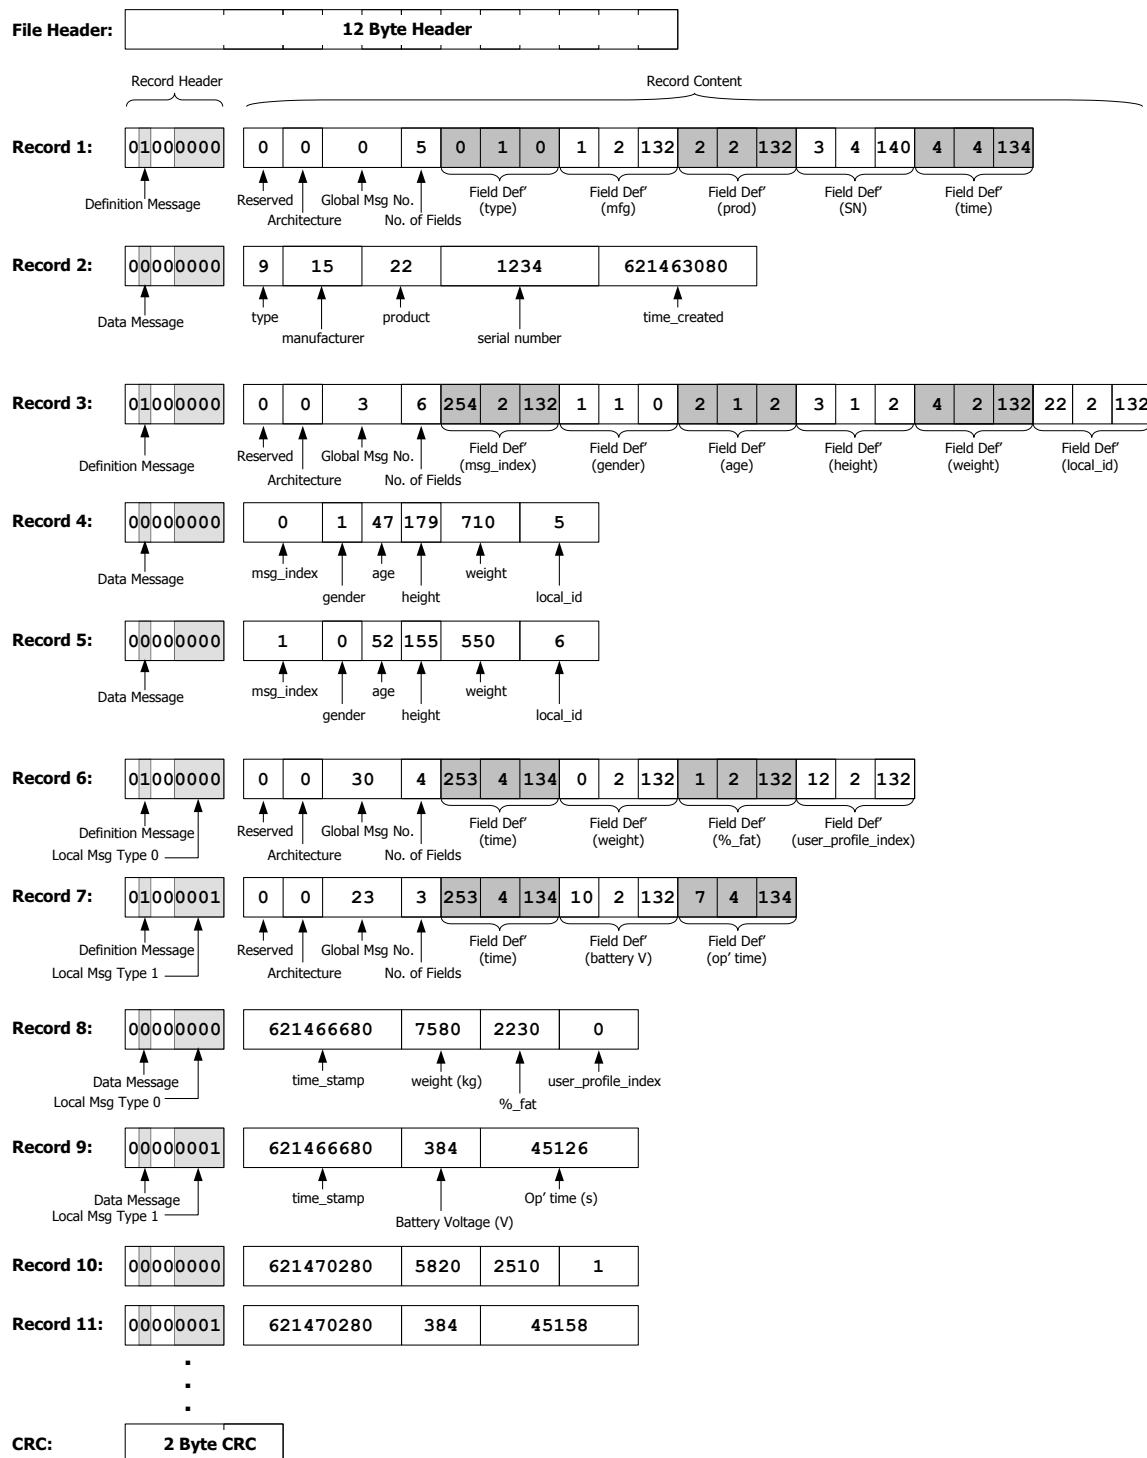 File Header: 12 Byte Header
Record Header Record Content
Record 1: 01000000 0 0 0 5 0 1 0 1 2 132 2 2 132 3 4 140 4 4 134
Definition Message Reserved Architecture Global Msg No. No. of Fields Field Def' (type) Field Def' (mfg) Field Def' (prod) Field Def' (SN) Field Def' (time)
Record 2: 00000000 9 15 22 1234 621463080
Data Message type manufacturer product serial number time_created
Record 3: 01000000 0 0 3 6 254 2 132 1 1 0 2 1 2 3 1 2 4 2 132 22 2 132
Definition Message Reserved Architecture Global Msg No. No. of Fields Field Def' (msg_index) Field Def' (gender) Field Def' (age) Field Def' (height) Field Def' (weight) Field Def' (local_id)
Record 4: 00000000 0 1 47 179 710 5
Data Message msg_index gender age height weight local_id
Record 5: 00000000 1 0 52 155 550 6
Data Message msg_index gender age height weight local_id
Record 6: 01000000 0 0 30 4 253 4 134 0 2 132 1 2 132 12 2 132
Definition Message Local Msg Type 0 Reserved Architecture Global Msg No. No. of Fields Field Def' (time) Field Def' (weight) Field Def' (%_fat) Field Def' (user_profile_index)
Record 7: 01000001 0 0 23 3 253 4 134 10 2 132 7 4 134
Definition Message Local Msg Type 1 Reserved Architecture Global Msg No. No. of Fields Field Def' (time) Field Def' (battery V) Field Def' (op' time)
Record 8: 00000000 621466680 7580 2230 0
Data Message Local Msg Type 0 time_stamp weight (kg) %_fat user_profile_index
Record 9: 00000001 621466680 384 45126
Data Message Local Msg Type 1 time_stamp Battery Voltage (V) Op' time (s)
Record 10: 00000000 621470280 5820 2510 1
Record 11: 00000001 621470280 384 45158
CRC: 2 Byte CRC